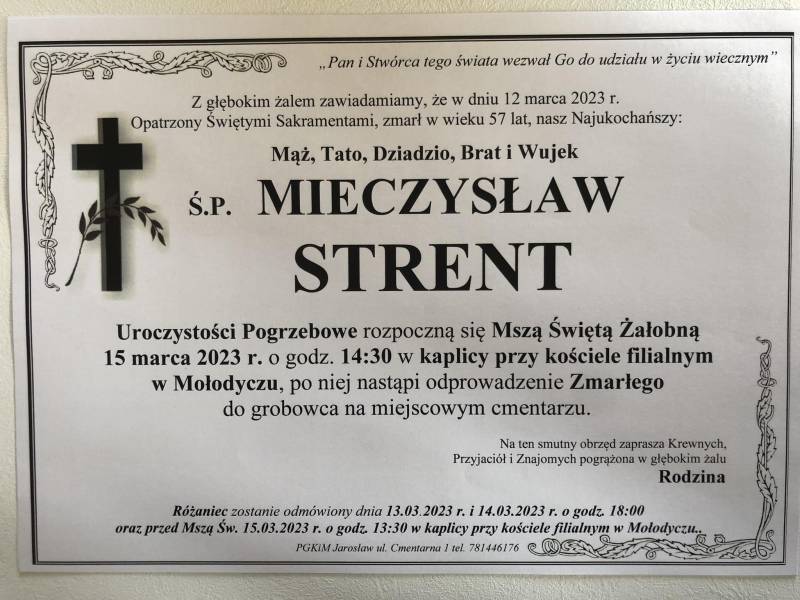 „Pan i Stwórca tego świata wezwał Go do udziału w życiu wiecznym”
Z głębokim żalem zawiadamiamy, że w dniu 12 marca 2023 r.
Opatrzony Świętymi Sakramentami, zmarł w wieku 57 lat, nasz Najukochańszy:
Mąż, Tato, Dziadzio, Brat i Wujek
Ś.P. MIECZYSŁAW
STRENT
Uroczystości Pogrzebowe rozpoczną się Mszą Świętą Żałobną
15 marca 2023 r. o godz. 14:30 w kaplicy przy kościele filialnym
w Mołodyczu, po niej nastąpi odprowadzenie Zmarłego
do grobowca na miejscowym cmentarzu.
Na ten smutny obrzęd zaprasza Krewnych,
Przyjaciół i Znajomych pogrążona w głębokim żalu
Rodzina
Różaniec zostanie odmówiony dnia 13.03.2023 r. i 14.03.2023 r. o godz. 18:00
oraz przed Mszą Św. 15.03.2023 r. o godz. 13:30 w kaplicy przy kościele filialnym w Mołodyczu..
PGKiM Jarosław ul. Cmentarna 1 tel. 781446176